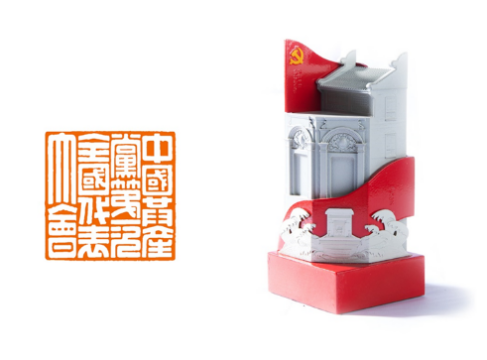 中國共產
黨第一次
全國代表
大會